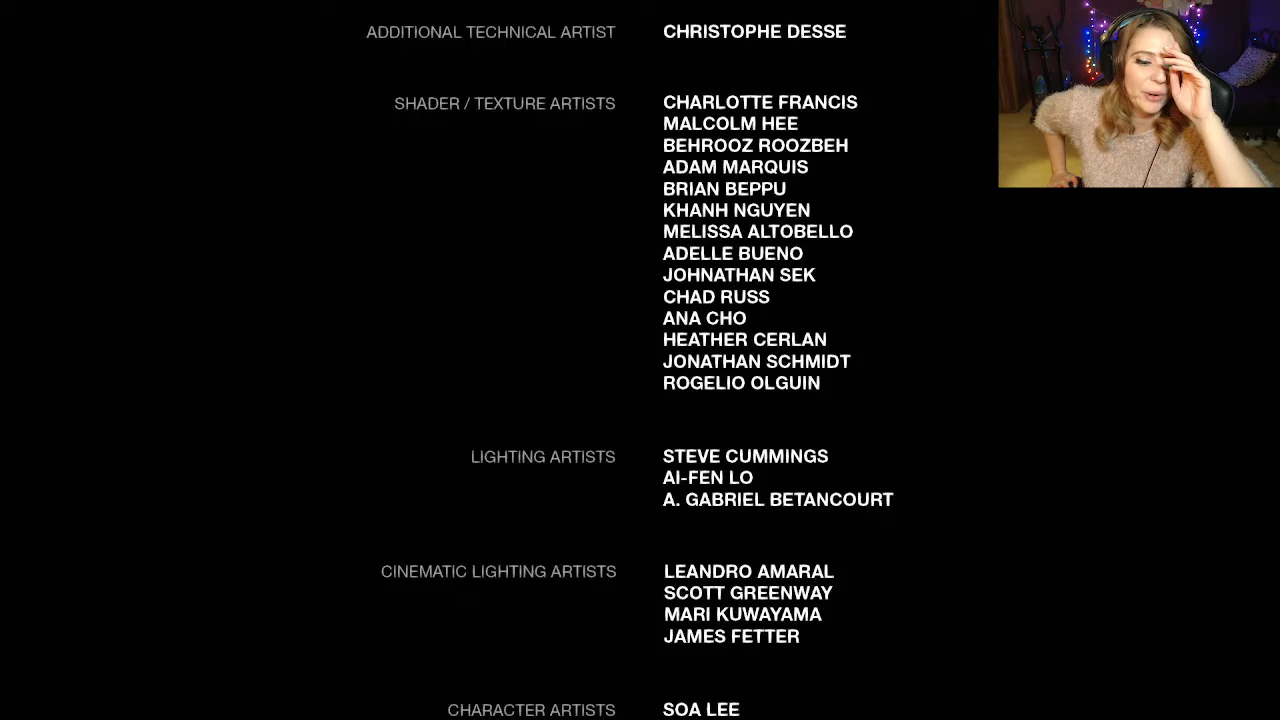 ADDITIONAL TECHNICAL ARTIST CHRISTOPHE DESSE
SHADER / TEXTURE ARTISTS CHARLOTTE FRANCIS
MALCOLM HEE
BEHROOZ ROOZBEH
ADAM MARQUIS
BRIAN BEPPU
KHANH NGUYEN
MELISSA ALTOBELLO
ADELLE BUENO
JOHNATHAN SEK
CHAD RUSS
ANA CHO
HEATHER CERLAN
JONATHAN SCHMIDT
ROGELIO OLGUIN
LIGHTING ARTISTS STEVE CUMMINGS
AI-FEN LO
A. GABRIEL BETANCOURT
CINEMATIC LIGHTING ARTISTS LEANDRO AMARAL
SCOTT GREENWAY
MARI KUWAYAMA
JAMES FETTER
CHARACTER ARTISTS SOA LEE